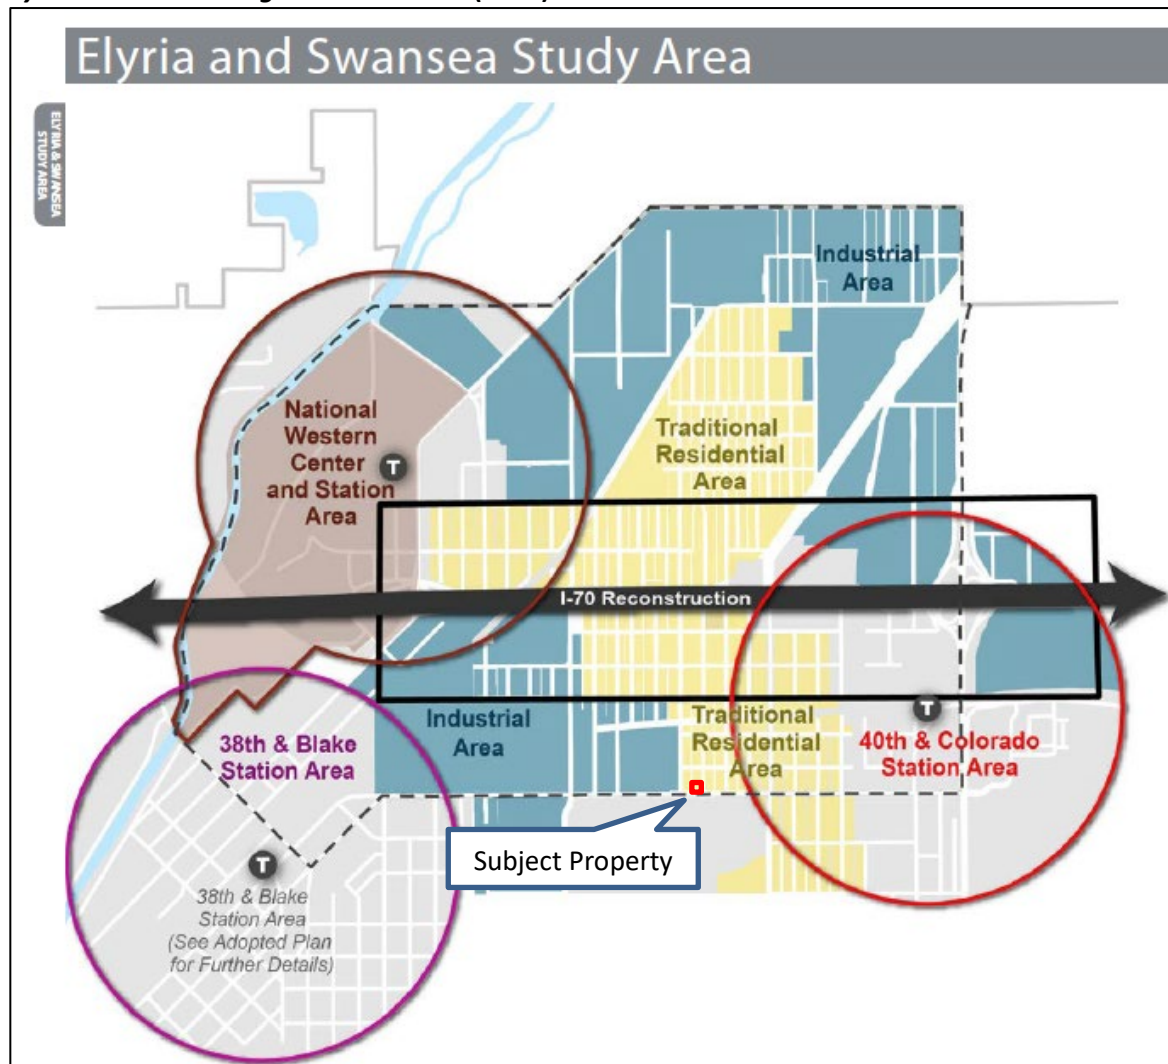 Elyria and Swansea Study Area
ELYRIA & SWANSEA
STUDY AREA
Industrial
Area
National
Western
Center
and Station
Area
T
Traditional
Residential
Area
I-70 Reconstruction
Industrial
Area
Traditional
Residential
Area
T
40th & Colorado
Station Area
38th & Blake
Station Area
Subject Property
T
38th & Blake
Station Area
(See Adopted Plan
for Further Details)